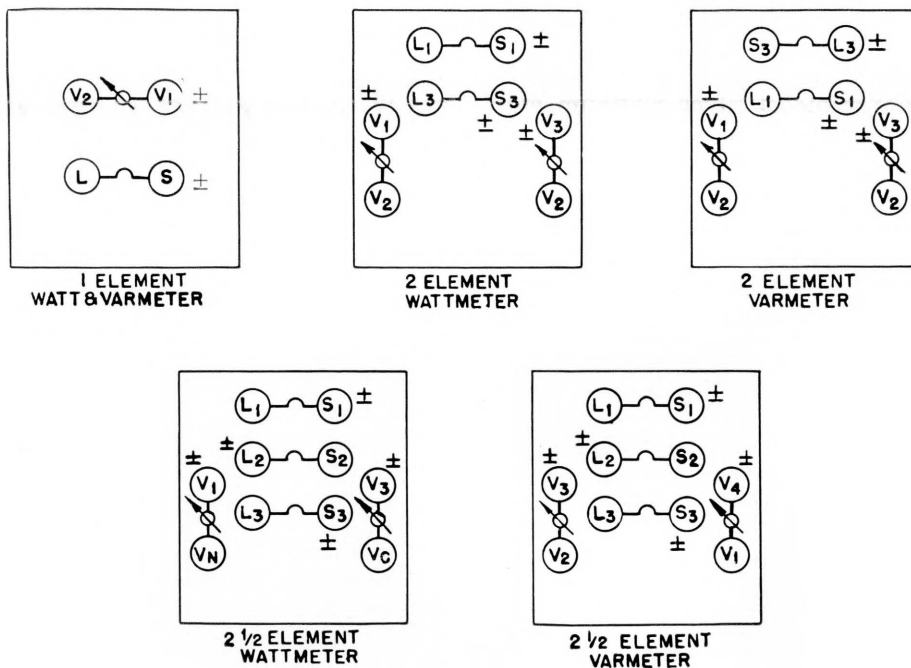 V2 V1 ±
L S ±
1 ELEMENT
WATT & VARMETER
L1 S1 ±
± L3 S3
± ±
V1 V3
V2 V2
2 ELEMENT
WATTMETER
S3 L3 ±
± L1 S1
± ±
V1 V3
V2 V2
2 ELEMENT
VARMETER
L1 S1 ±
± L2 S2
± ±
V1 L3 S3 V3
±
VN VC
2 1/2 ELEMENT
WATTMETER
L1 S1 ±
± L2 S2
± ±
V3 L3 S3 V4
±
V2 V1
2 1/2 ELEMENT
VARMETER